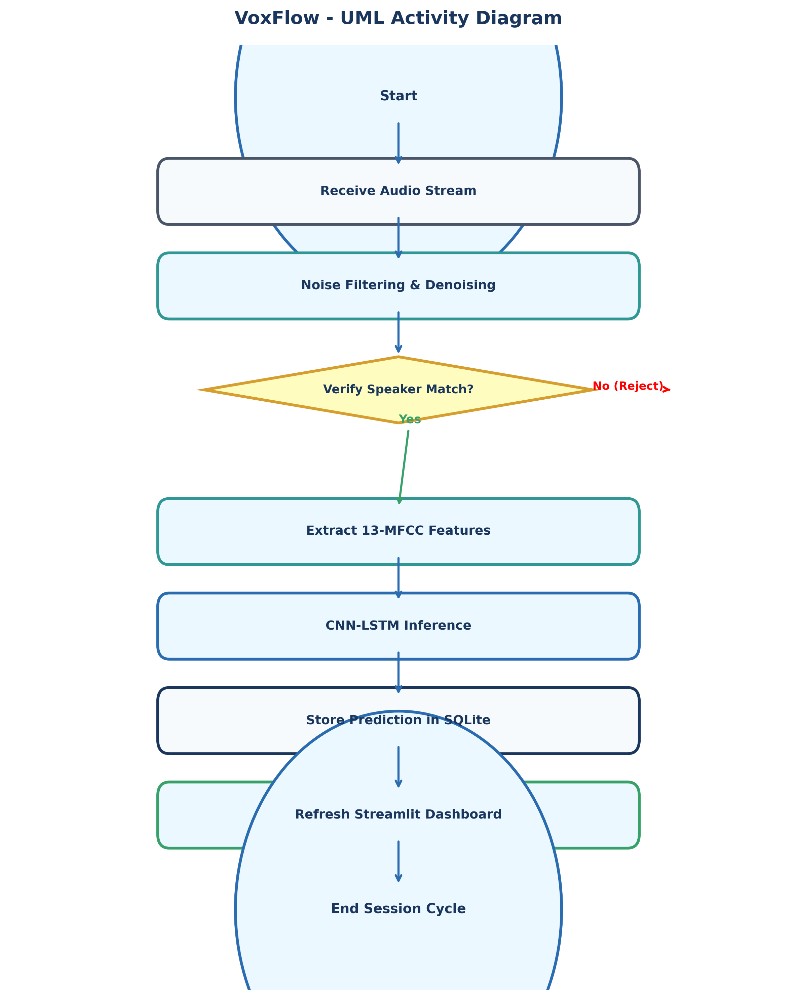 VoxFlow - UML Activity Diagram
Start
Receive Audio Stream
Noise Filtering & Denoising
Verify Speaker Match?
No (Reject)
Yes
Extract 13-MFCC Features
CNN-LSTM Inference
Store Prediction in SQLite
Refresh Streamlit Dashboard
End Session Cycle